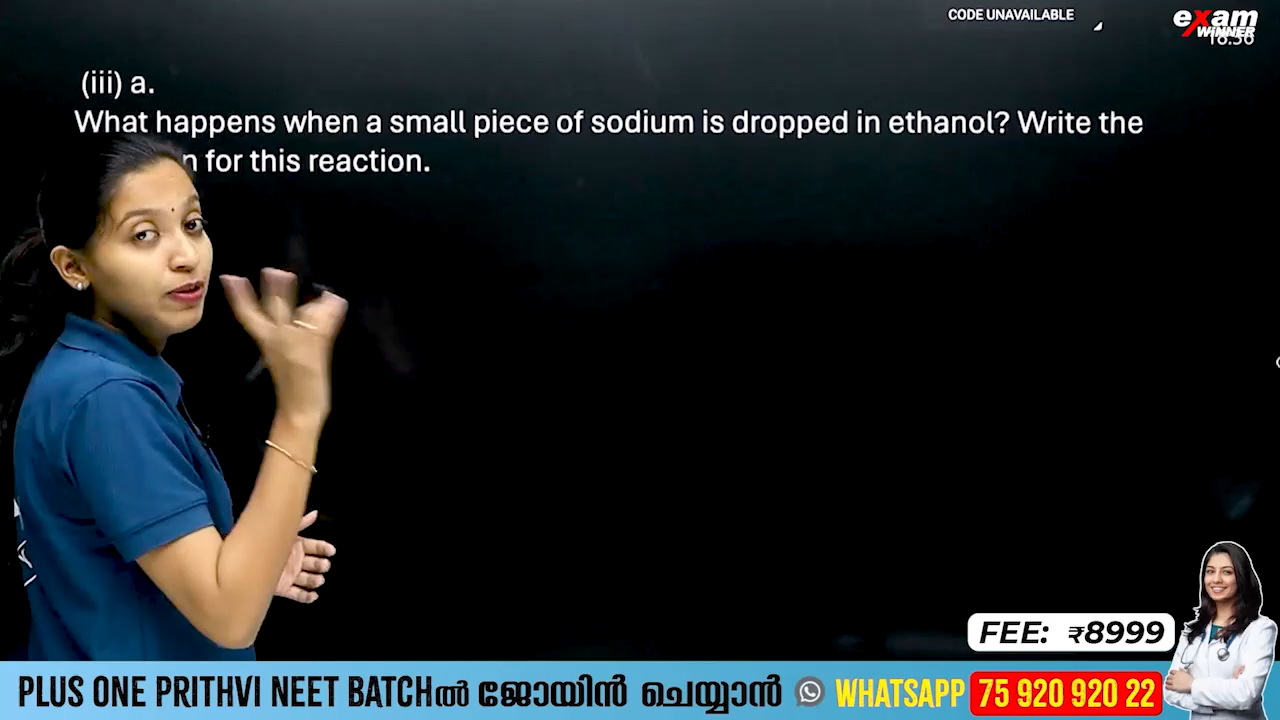 CODE UNAVAILABLE
exam
WINNER
(iii) a.
What happens when a small piece of sodium is dropped in ethanol? Write the
n for this reaction.
FEE: ₹8999
PLUS ONE PRITHVI NEET BATCHൽ ജോയിൻ ചെയ്യാൻ WHATSAPP 75 920 920 22